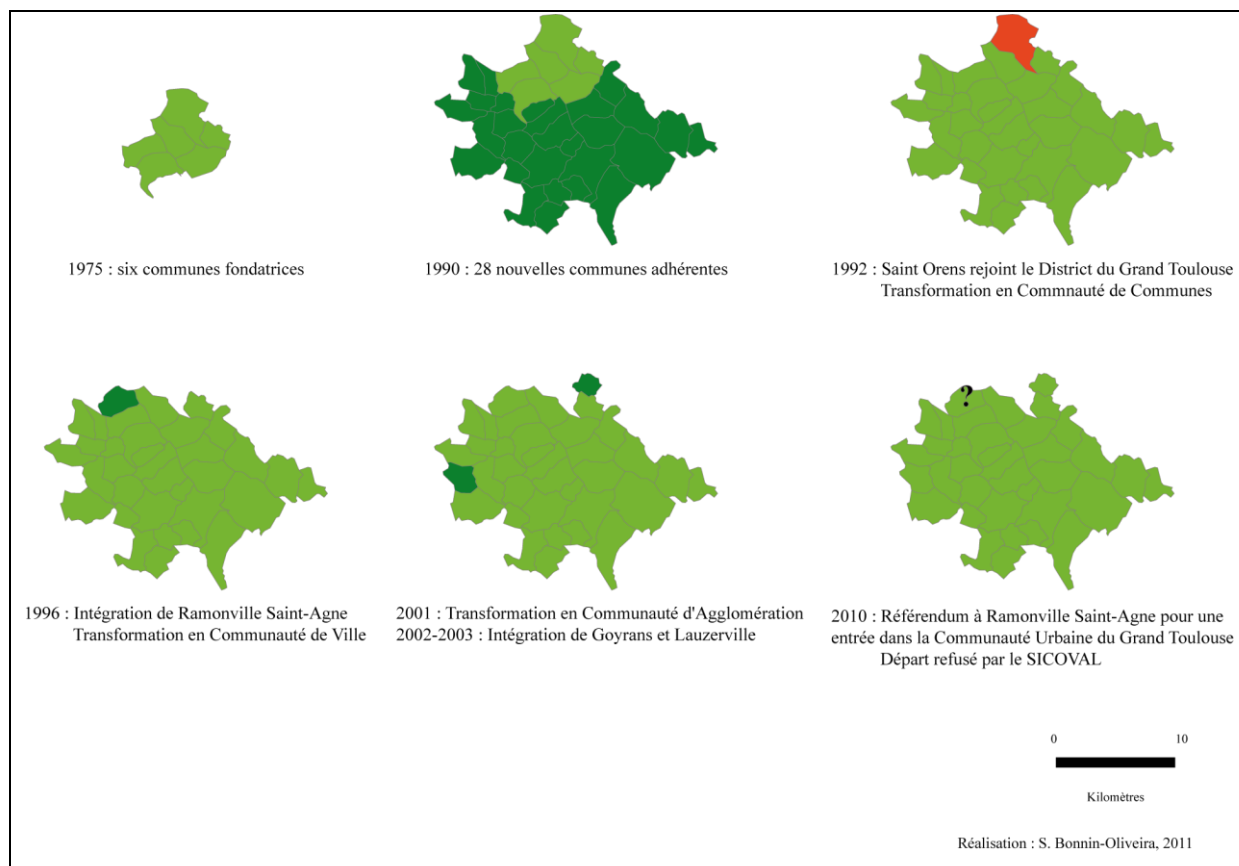 1975 : six communes fondatrices
1990 : 28 nouvelles communes adhérentes
1992 : Saint Orens rejoint le District du Grand Toulouse
Transformation en Commnauté de Communes
?
1996 : Intégration de Ramonville Saint-Agne
Transformation en Communauté de Ville
2001 : Transformation en Communauté d'Agglomération
2002-2003 : Intégration de Goyrans et Lauzerville
2010 : Référendum à Ramonville Saint-Agne pour une
entrée dans la Communauté Urbaine du Grand Toulouse
Départ refusé par le SICOVAL
0 10
Kilomètres
Réalisation : S. Bonnin-Oliveira, 2011